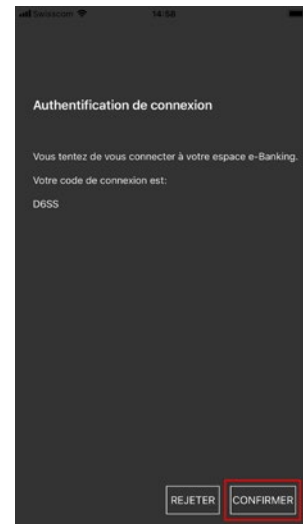 Swisscom 14:58
Authentification de connexion
Vous tentez de vous connecter à votre espace e-Banking.
Votre code de connexion est:
D6SS
REJETER CONFIRMER